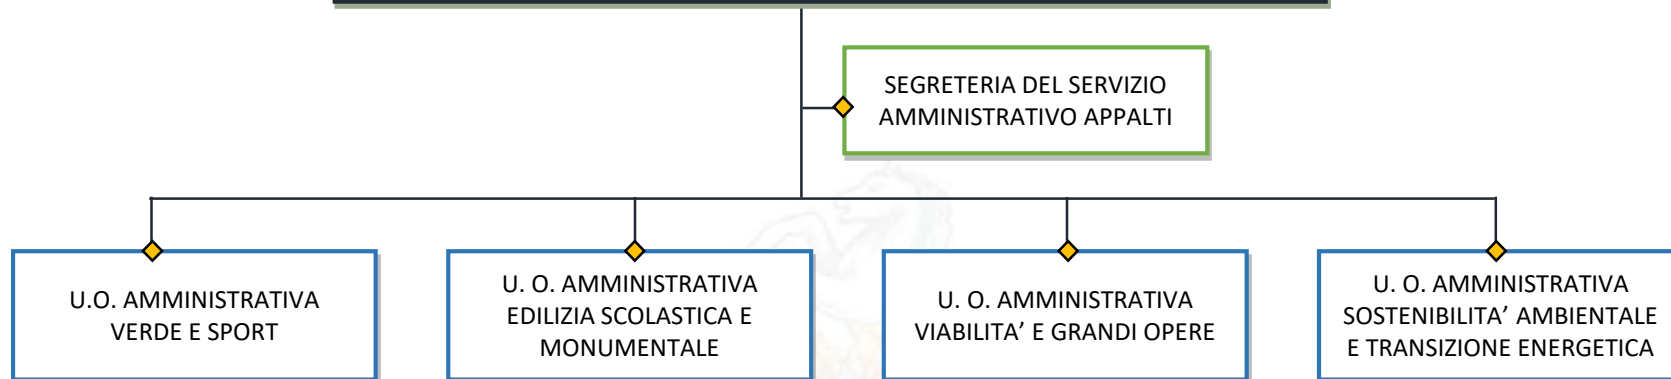 SEGRETERIA DEL SERVIZIO
AMMINISTRATIVO APPALTI
U.O. AMMINISTRATIVA
VERDE E SPORT
U. O. AMMINISTRATIVA
EDILIZIA SCOLASTICA E
MONUMENTALE
U. O. AMMINISTRATIVA
VIABILITA’ E GRANDI OPERE
U. O. AMMINISTRATIVA
SOSTENIBILITA’ AMBIENTALE
E TRANSIZIONE ENERGETICA